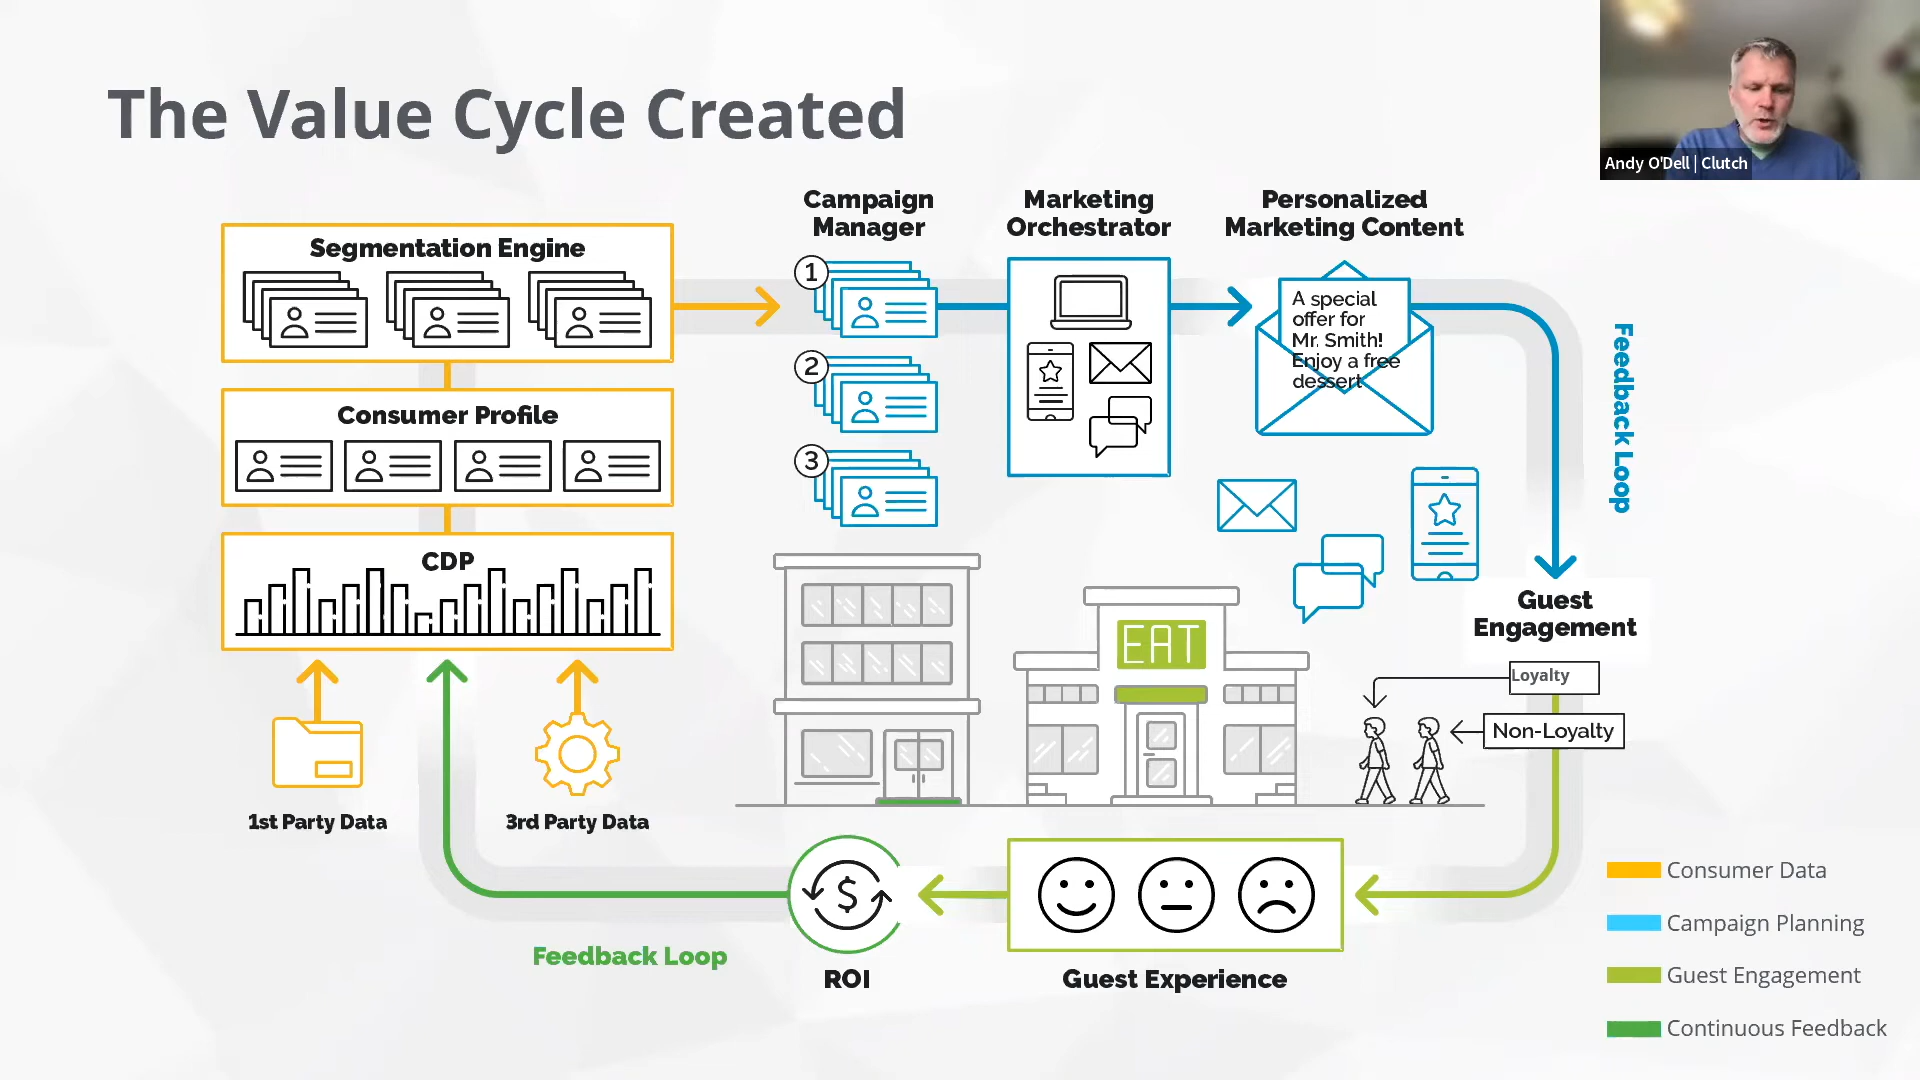 The Value Cycle Created
Andy O'Dell | Clutch
Segmentation Engine
Consumer Profile
CDP
1st Party Data
3rd Party Data
Campaign
Manager
1
2
3
Marketing
Orchestrator
Personalized
Marketing Content
A special
offer for
Mr. Smith!
Enjoy a free
dessert
Feedback Loop
EAT
Guest
Engagement
Loyalty
Non-Loyalty
$
Feedback Loop
ROI
Guest Experience
Consumer Data
Campaign Planning
Guest Engagement
Continuous Feedback